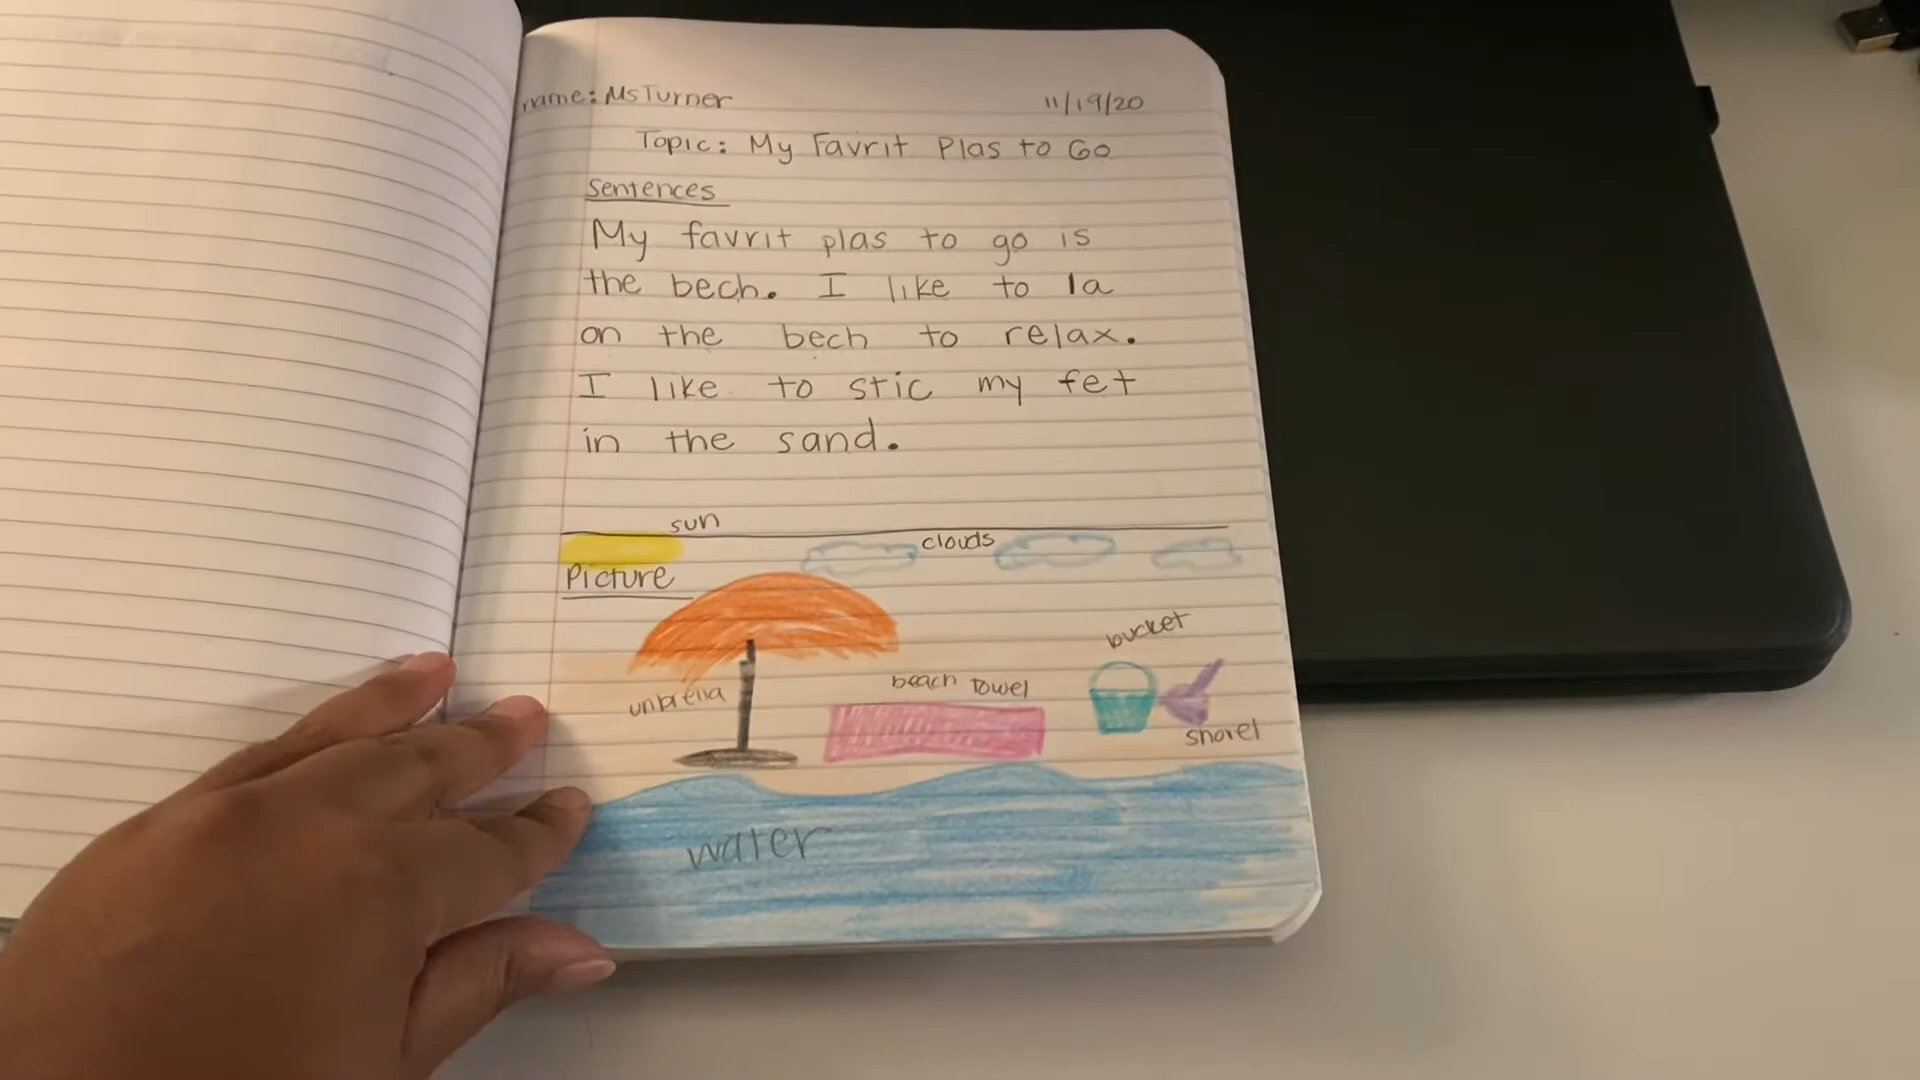 name: Ms Turner 11/19/20
Topic: My Favrit Plas to Go
Sentences
My favrit plas to go is
the bech. I like to la
on the bech to relax.
I like to stic my fet
in the sand.
sun
clouds
Picture
bucket
unbrella
beach towel
shovel
water